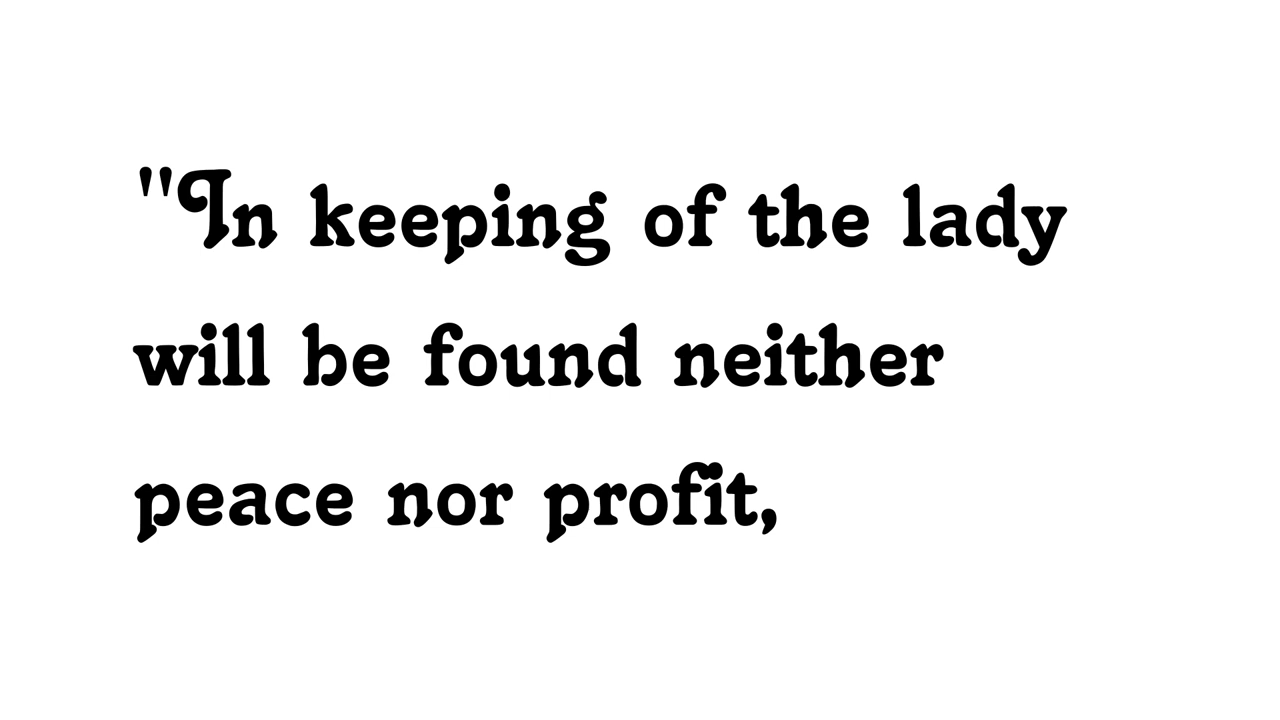 "In keeping of the lady
will be found neither
peace nor profit,